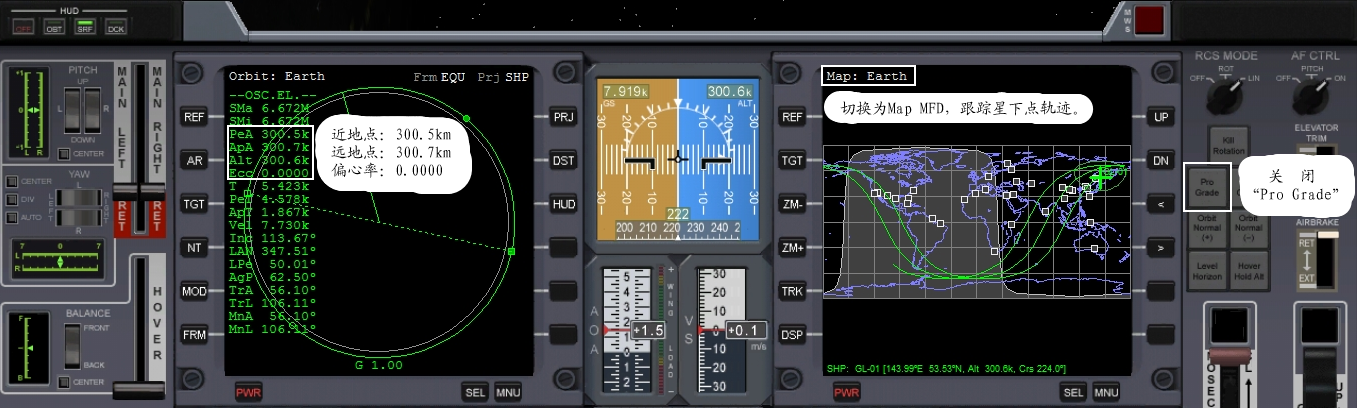 HUD
OFF OBT SRF DCK
MWS
PITCH
UP
L R
DOWN
CENTER
MAIN LEFT
MAIN RIGHT
RET RET
CENTER
DIV
AUTO
YAW
LEFT
RIGHT
7 0 7
L
R
BALANCE
FRONT
BACK
CENTER
HOVER
REF
AR
TGT
NT
MOD
FRM
Orbit: Earth Frm EQU Prj SHP
--OSC.EL.--
SMa 6.672M
SMi 6.672M
PeA 300.5k
ApA 300.7k
Alt 300.6k
Ecc 0.0000
T 5.423k
PeT 4.578k
ApT 1.867k
Vel 7.730k
Inc 113.67°
LAN 347.51°
LPe 50.01°
AgP 62.50°
TrA 56.10°
TrL 106.11°
MnA 56.10°
MnL 106.11°
近地点: 300.5km
远地点: 300.7km
偏心率: 0.0000
G 1.00
PRJ
DST
HUD
PWR SEL MNU
7.919k
GS
300.6k
ALT
222
200 210 220 230 240 2
AOA
+1.5
WING LOAD
VS
+0.1
m/s
REF
TGT
ZM-
ZM+
TRK
DSP
Map: Earth
切换为Map MFD，跟踪星下点轨迹。
SHP: GL-01 [143.99°E 53.53°N, Alt 300.6k, Crs 224.0°]
UP
DN
<
>
PWR SEL MNU
RCS MODE
ROT
OFF LIN
AF CTRL
PITCH
OFF ON
Kill Rotation
ELEVATOR TRIM
Pro Grade
关 闭
“Pro Grade”
Orbit Normal (+)
Orbit Normal (−)
Level Horizon
Hover Hold Alt
AIRBRAKE
RET
EXT